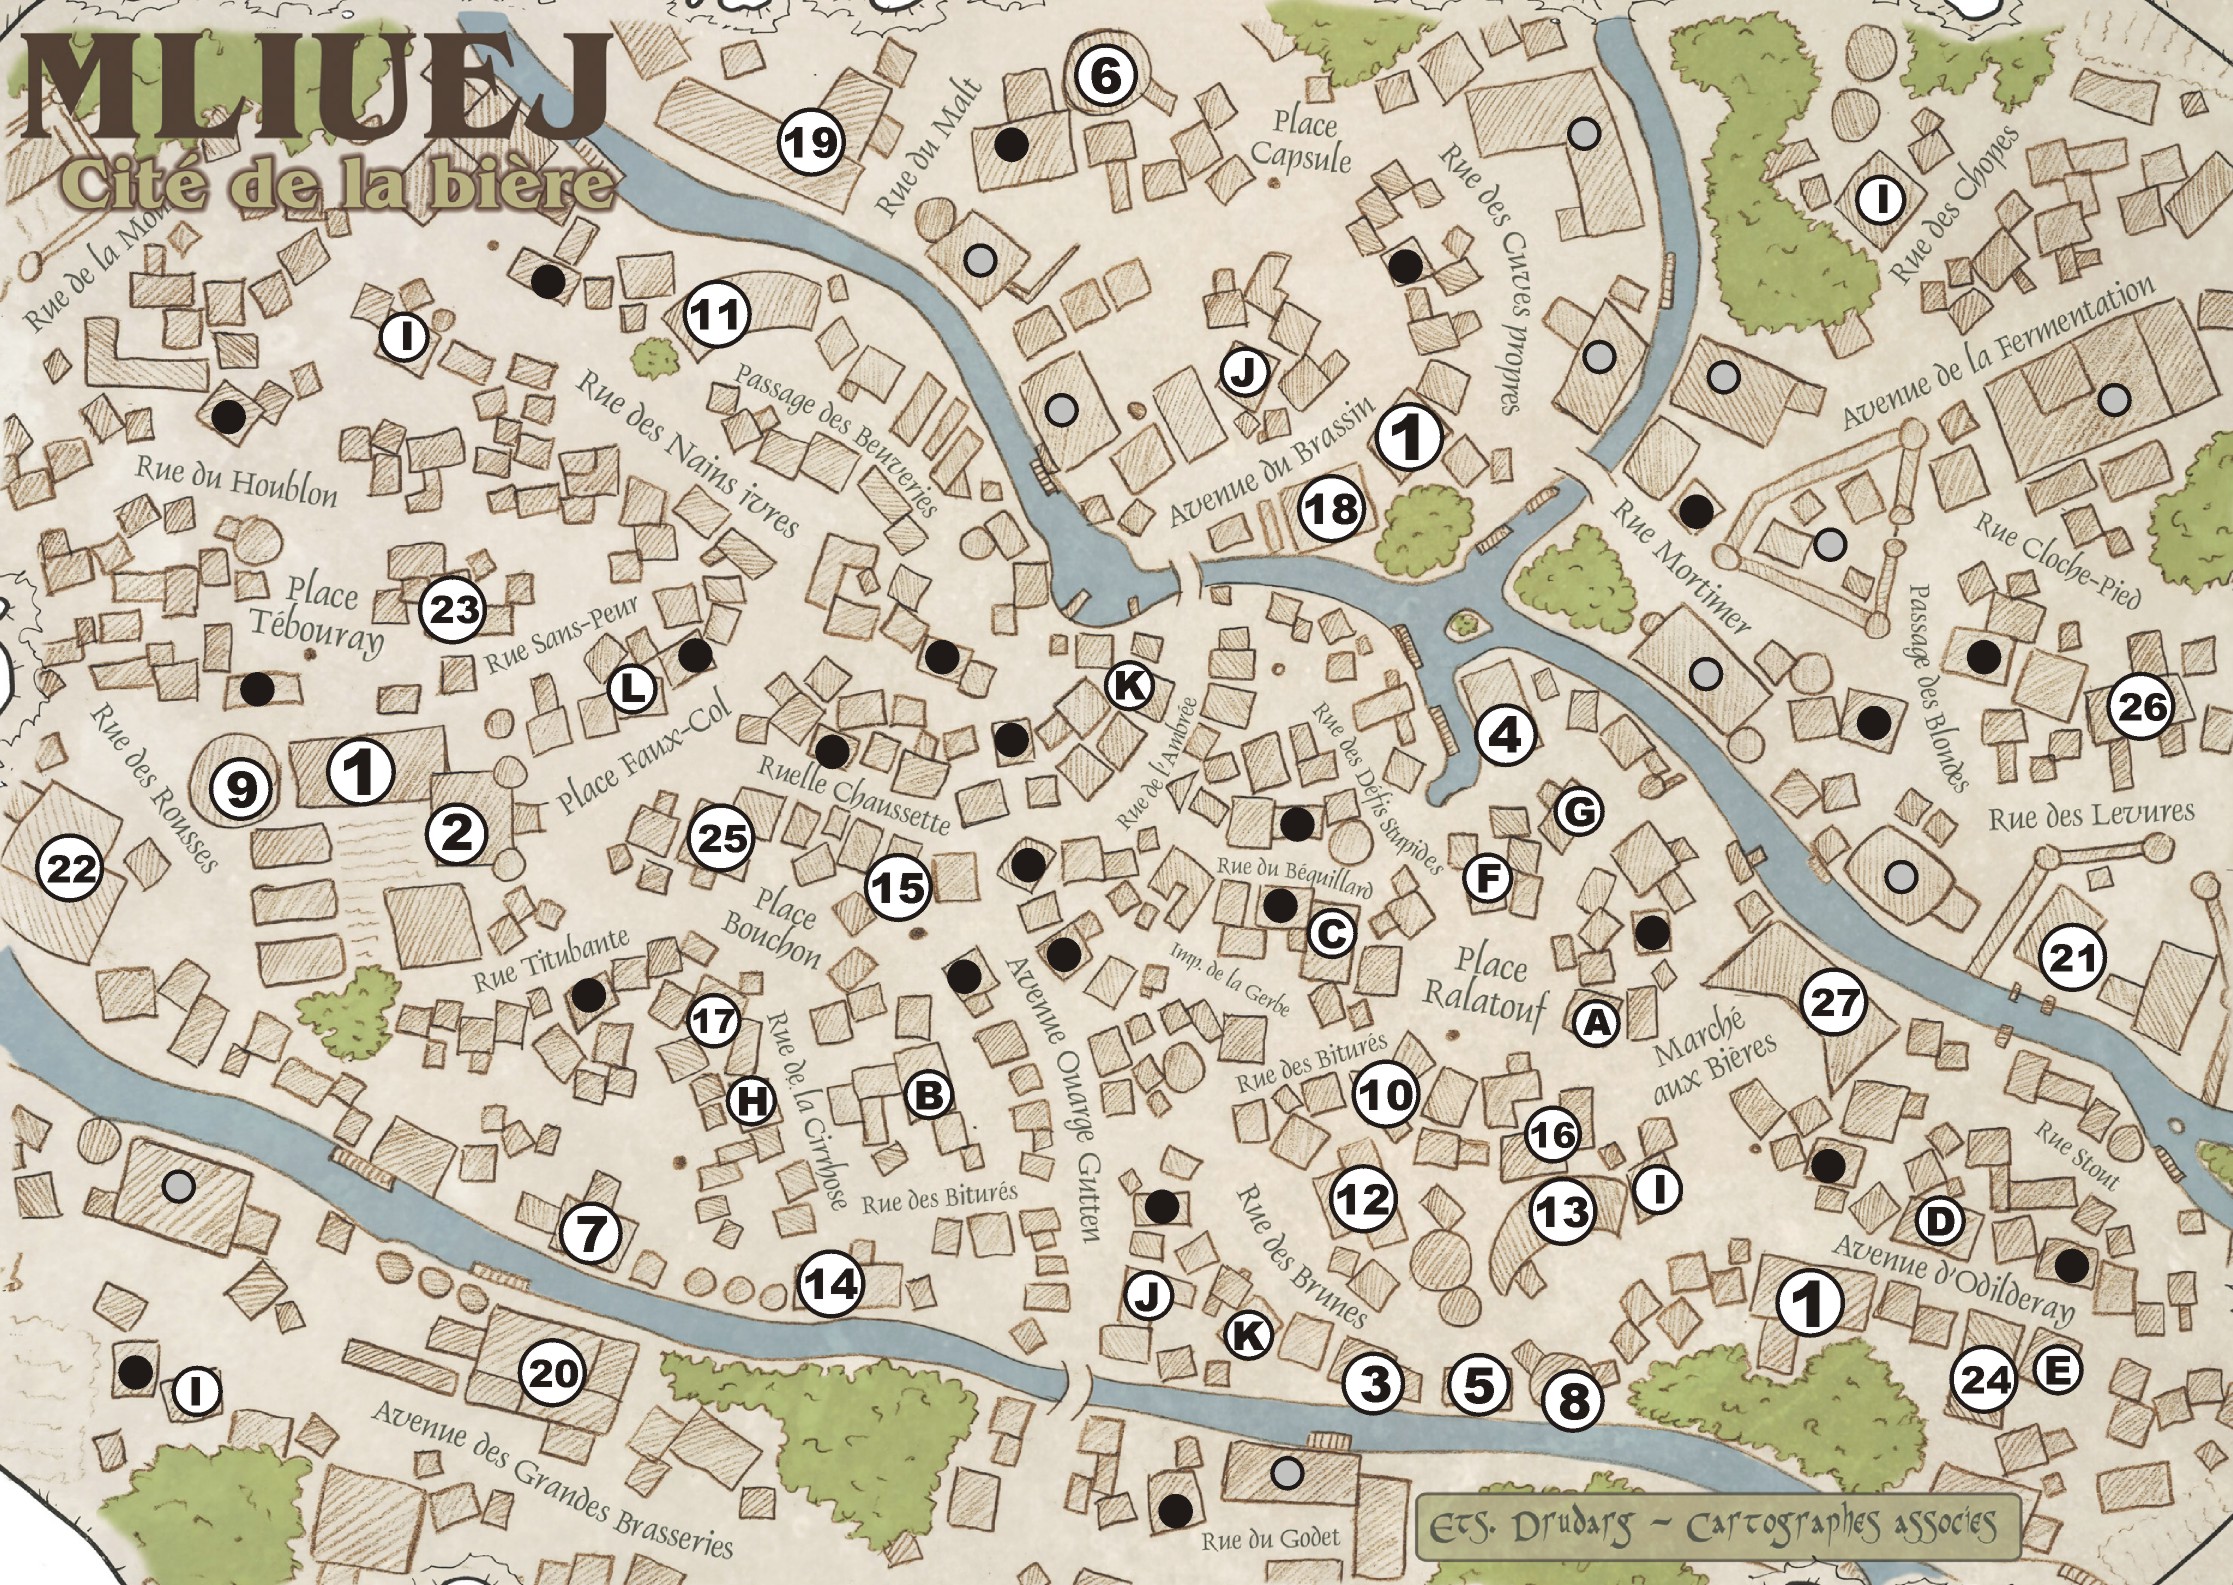 MLIUEJ
Cité de la bière
6
19
Rue du Malt
Place
Capsule
Rue des Cuves propres
I
Rue des Chopes
Rue de la
11
I
Passage des Beuveries
Rue des Nains ivres
J
Avenue du Brassin
1
18
Avenue de la Fermentation
Rue du Houblon
Rue Mortimer
Rue Cloche-Pied
Place
Tébouray
23
Rue Sans-Peur
L
Place Faux-Col
K
Rue de l'Ambrée
Rue des Défis Stupides
4
Passage des Blondes
26
Rue des Rousses
9
1
2
22
Ruelle Chaussette
25
15
G
F
Rue des Levures
Rue du Béquillard
C
Place
Bouchon
Rue Titubante
Imp. de la Gerbe
Place
Ralatouf
A
Marché
aux Bières
27
21
17
Rue de la Cirrhose
H
B
Avenue Ouarge Gutten
Rue des Biturés
10
16
Rue Stout
7
Rue des Biturés
12
13
I
D
14
J
K
Rue des Brunes
1
Avenue d'Odilderay
20
I
3
5
8
24
E
Avenue des Grandes Brasseries
Rue du Godet
Ets. Drudarg – Cartographes associés